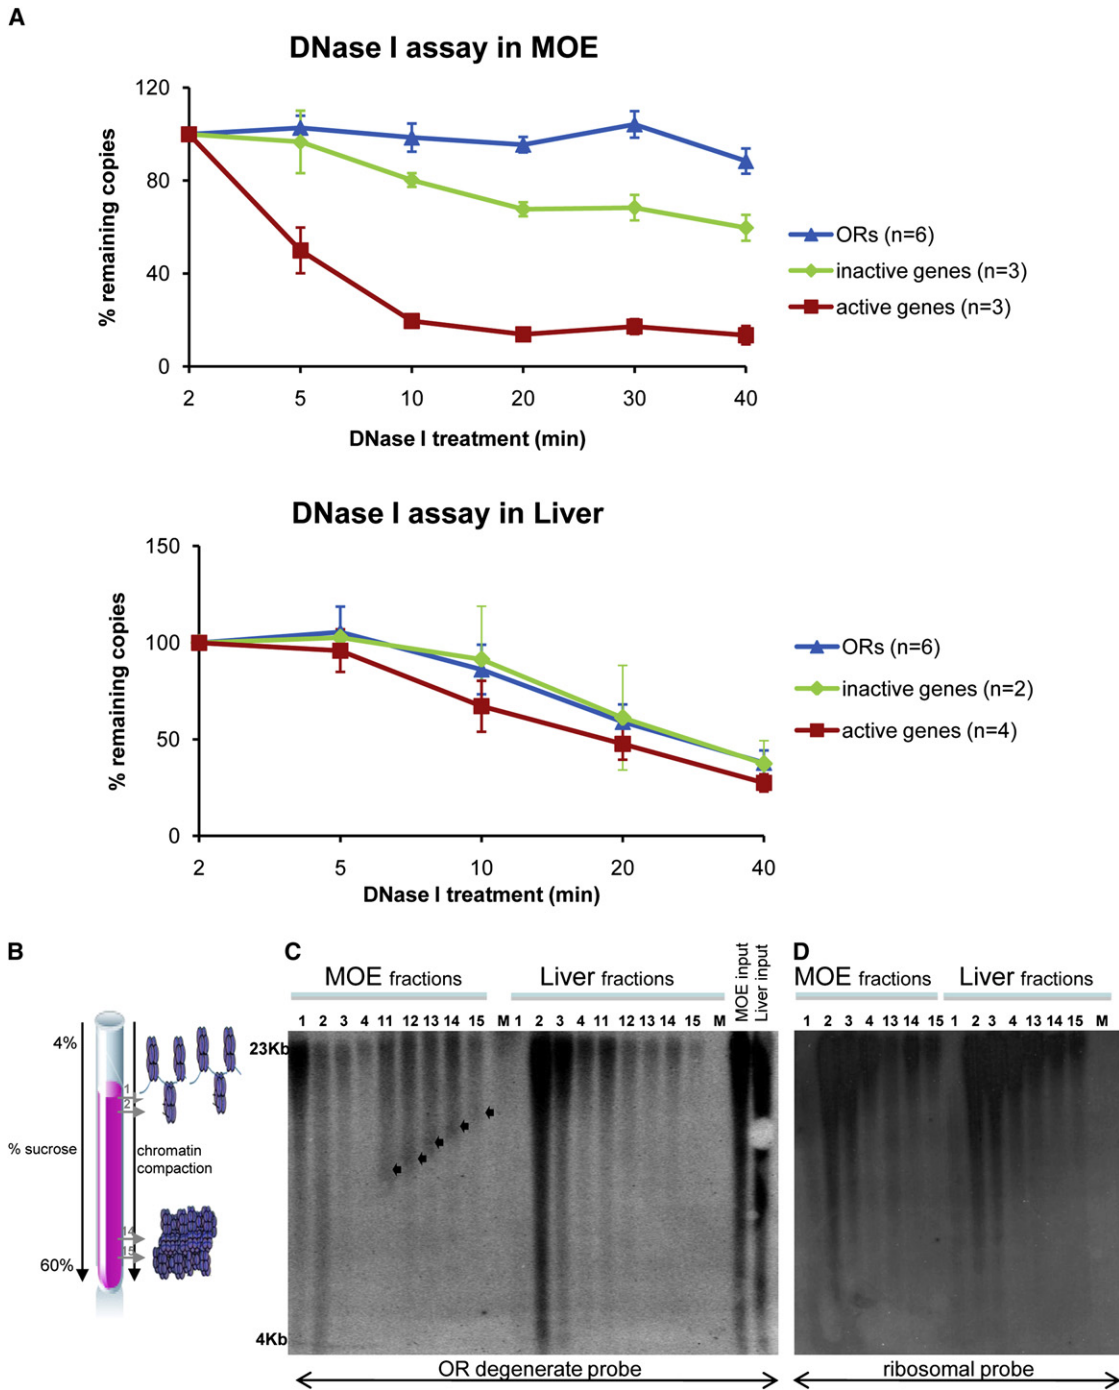 A
DNase I assay in MOE
% remaining copies
120
80
40
0
2 5 10 20 30 40
DNase I treatment (min)
ORs (n=6)
inactive genes (n=3)
active genes (n=3)
DNase I assay in Liver
% remaining copies
150
100
50
0
2 5 10 20 40
DNase I treatment (min)
ORs (n=6)
inactive genes (n=2)
active genes (n=4)
B
4%
% sucrose
60%
1
2
chromatin
compaction
14
15
C
MOE fractions
Liver fractions
MOE input
Liver input
1 2 3 4 11 12 13 14 15 M 1 2 3 4 11 12 13 14 15 M
23Kb
4Kb
OR degenerate probe
D
MOE fractions
Liver fractions
1 2 3 4 13 14 15 1 2 3 4 13 14 15 M
ribosomal probe